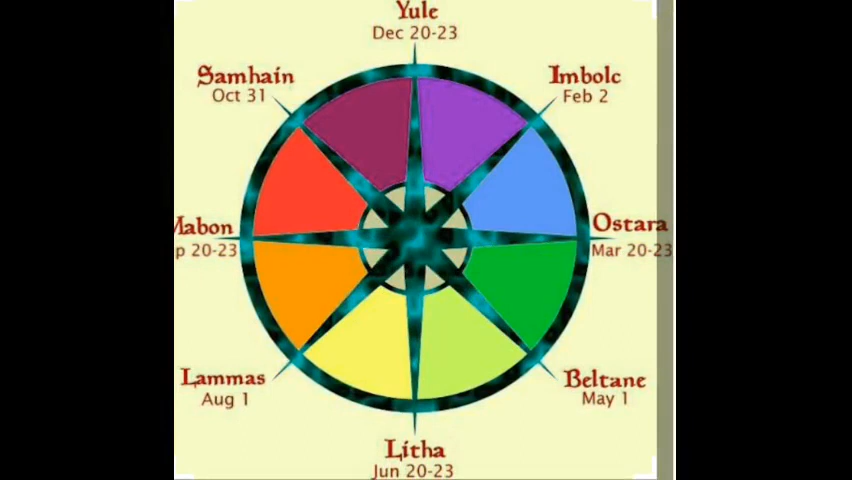 Yule
Dec 20-23
Samhain
Oct 31
Imbolc
Feb 2
Mabon
p 20-23
Ostara
Mar 20-23
Lammas
Aug 1
Beltane
May 1
Litha
Jun 20-23